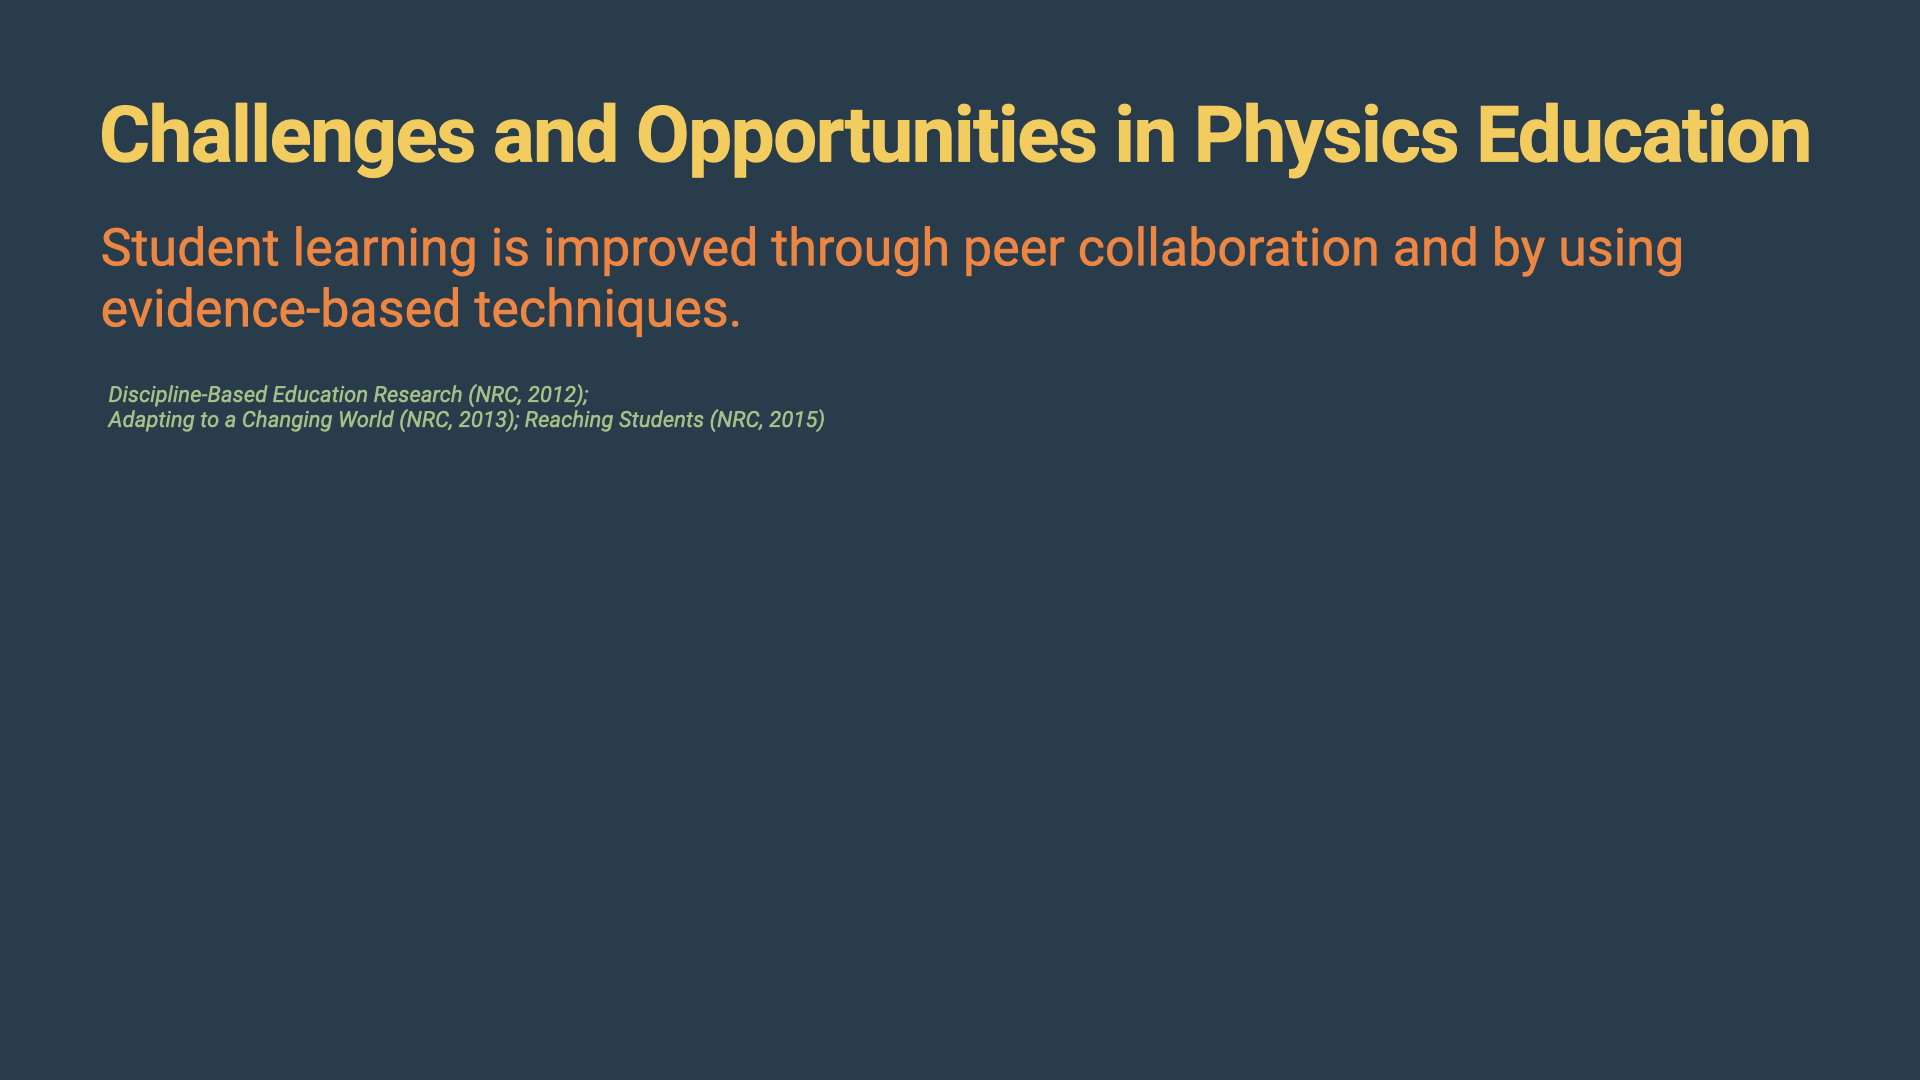 Challenges and Opportunities in Physics Education
Student learning is improved through peer collaboration and by using
evidence-based techniques.
Discipline-Based Education Research (NRC, 2012);
Adapting to a Changing World (NRC, 2013); Reaching Students (NRC, 2015)